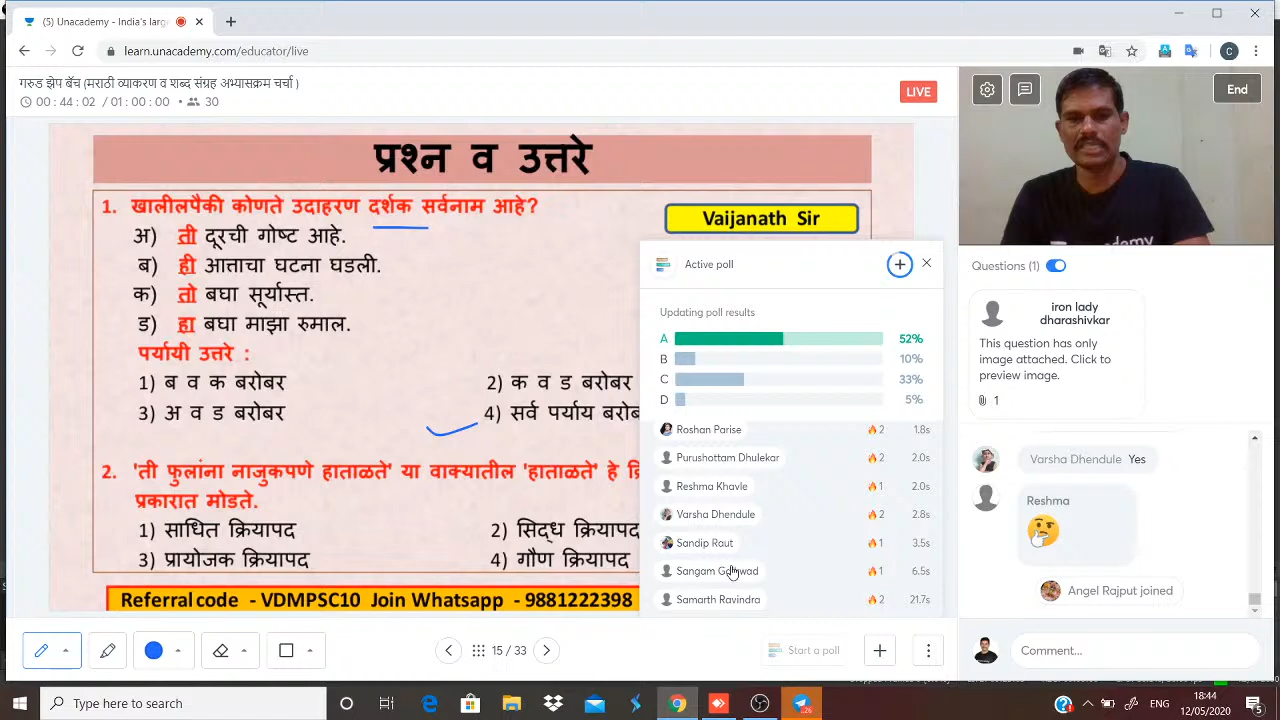 (5) Unacademy - India's larg
learn.unacademy.com/educator/live
C
गरुड झेप बॅच (मराठी व्याकरण व शब्द संग्रह अभ्यासक्रम चर्चा )
00 : 44 : 02 / 01 : 00 : 00 • 30
LIVE
End
प्रश्न व उत्तरे
1. खालीलपैकी कोणते उदाहरण दर्शक सर्वनाम आहे?
Vaijanath Sir
अ) ती दूरची गोष्ट आहे.
ब) ही आत्ताचा घटना घडली.
क) तो बघा सूर्यास्त.
ड) हा बघा माझा रुमाल.
पर्यायी उत्तरे :
1) ब व क बरोबर
2) क व ड बरोबर
3) अ व ड बरोबर
4) सर्व पर्याय बरोब
2. 'ती फुलांना नाजुकपणे हाताळते' या वाक्यातील 'हाताळते' हे क्रि
प्रकारात मोडते.
1) साधित क्रियापद
2) सिद्ध क्रियापद
3) प्रायोजक क्रियापद
4) गौण क्रियापद
Referral code - VDMPSC10 Join Whatsapp - 9881222398
Active poll
Updating poll results
A 52%
B 10%
C 33%
D 5%
Roshan Parise 2 1.8s
Purushottam Dhulekar 2 2.0s
Reshma Khavle 1 2.0s
Varsha Dhendule 2 2.8s
Sandip Raut 1 3.5s
Sangam 1 6.5s
Samarth Ravindra 2 21.7s
15 / 33
Start a poll
Questions (1)
iron lady
dharashivkar
This question has only
image attached. Click to
preview image.
1
Varsha Dhendule Yes
Reshma
Angel Rajput joined
Comment...
Type here to search
26
ENG
18:44
12/05/2020
5